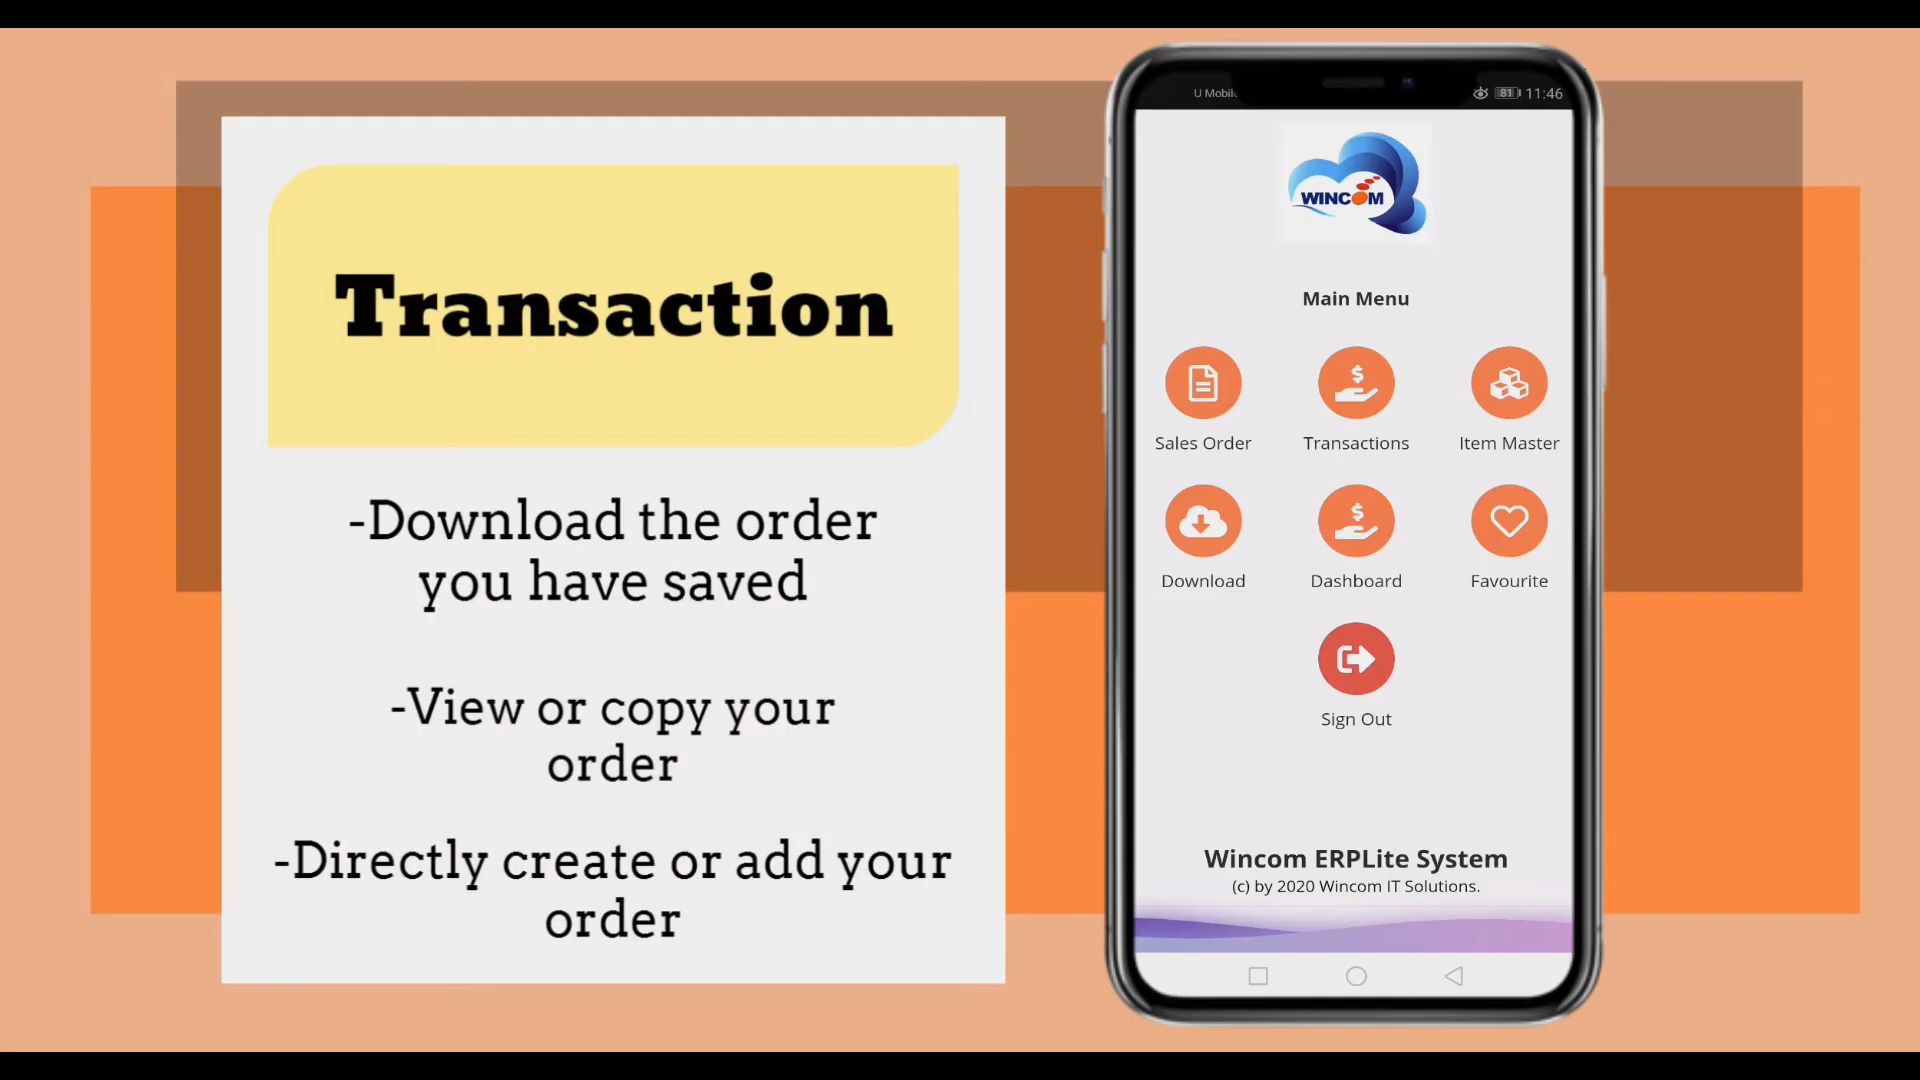 Transaction
-Download the order
you have saved
-View or copy your
order
-Directly create or add your
order
U Mobile
81 11:46
WINCOM
Main Menu
Sales Order Transactions Item Master
Download Dashboard Favourite
Sign Out
Wincom ERPLite System
(c) by 2020 Wincom IT Solutions.